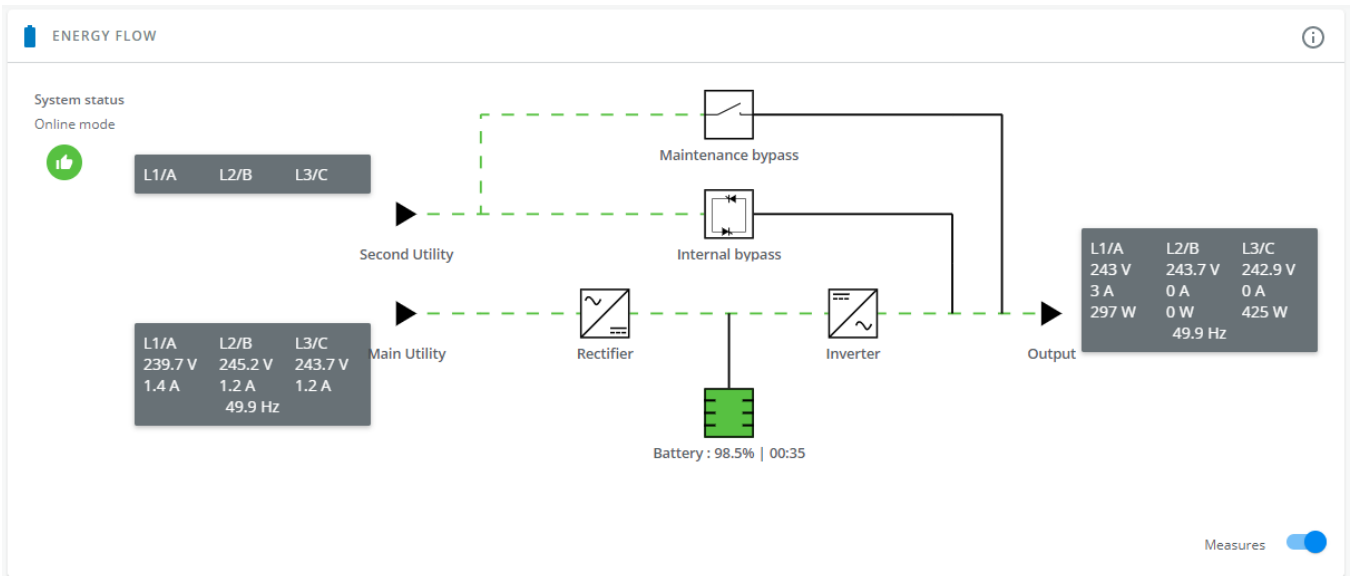 ENERGY FLOW
System status
Online mode
L1/A L2/B L3/C
Maintenance bypass
Second Utility
Internal bypass
L1/A L2/B L3/C
243 V 243.7 V 242.9 V
3 A 0 A 0 A
297 W 0 W 425 W
49.9 Hz
L1/A L2/B L3/C
239.7 V 245.2 V 243.7 V
1.4 A 1.2 A 1.2 A
49.9 Hz
Main Utility
Rectifier
Inverter
Output
Battery : 98.5% | 00:35
Measures